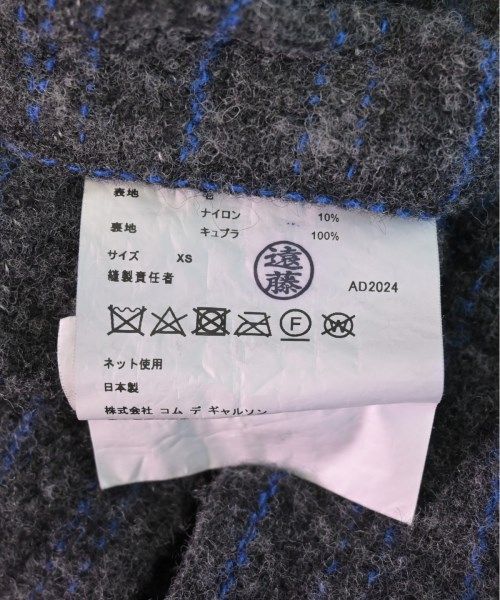 表地 毛
ナイロン 10%
裏地 キュプラ 100%
サイズ XS
縫製責任者
遠藤
AD2024
F
W
ネット使用
日本製
株式会社 コム デ ギャルソン